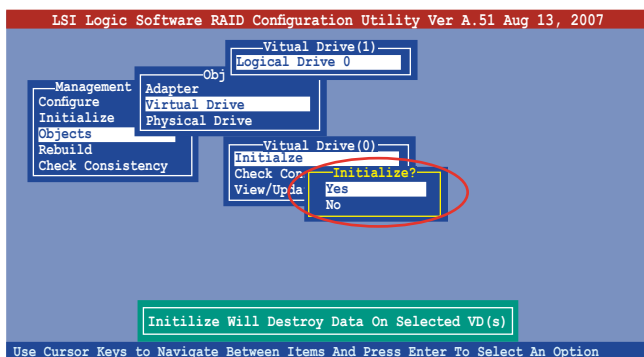 LSI Logic Software RAID Configuration Utility Ver A.51 Aug 13, 2007
Vitual Drive(1)
Logical Drive 0
Obj
Adapter
Virtual Drive
Physical Drive
Management
Configure
Initialize
Objects
Rebuild
Check Consistency
Vitual Drive(0)
Initialze
Check Con
View/Upda
Initialize?
Yes
No
Initilize Will Destroy Data On Selected VD(s)
Use Cursor Keys to Navigate Between Items And Press Enter To Select An Option